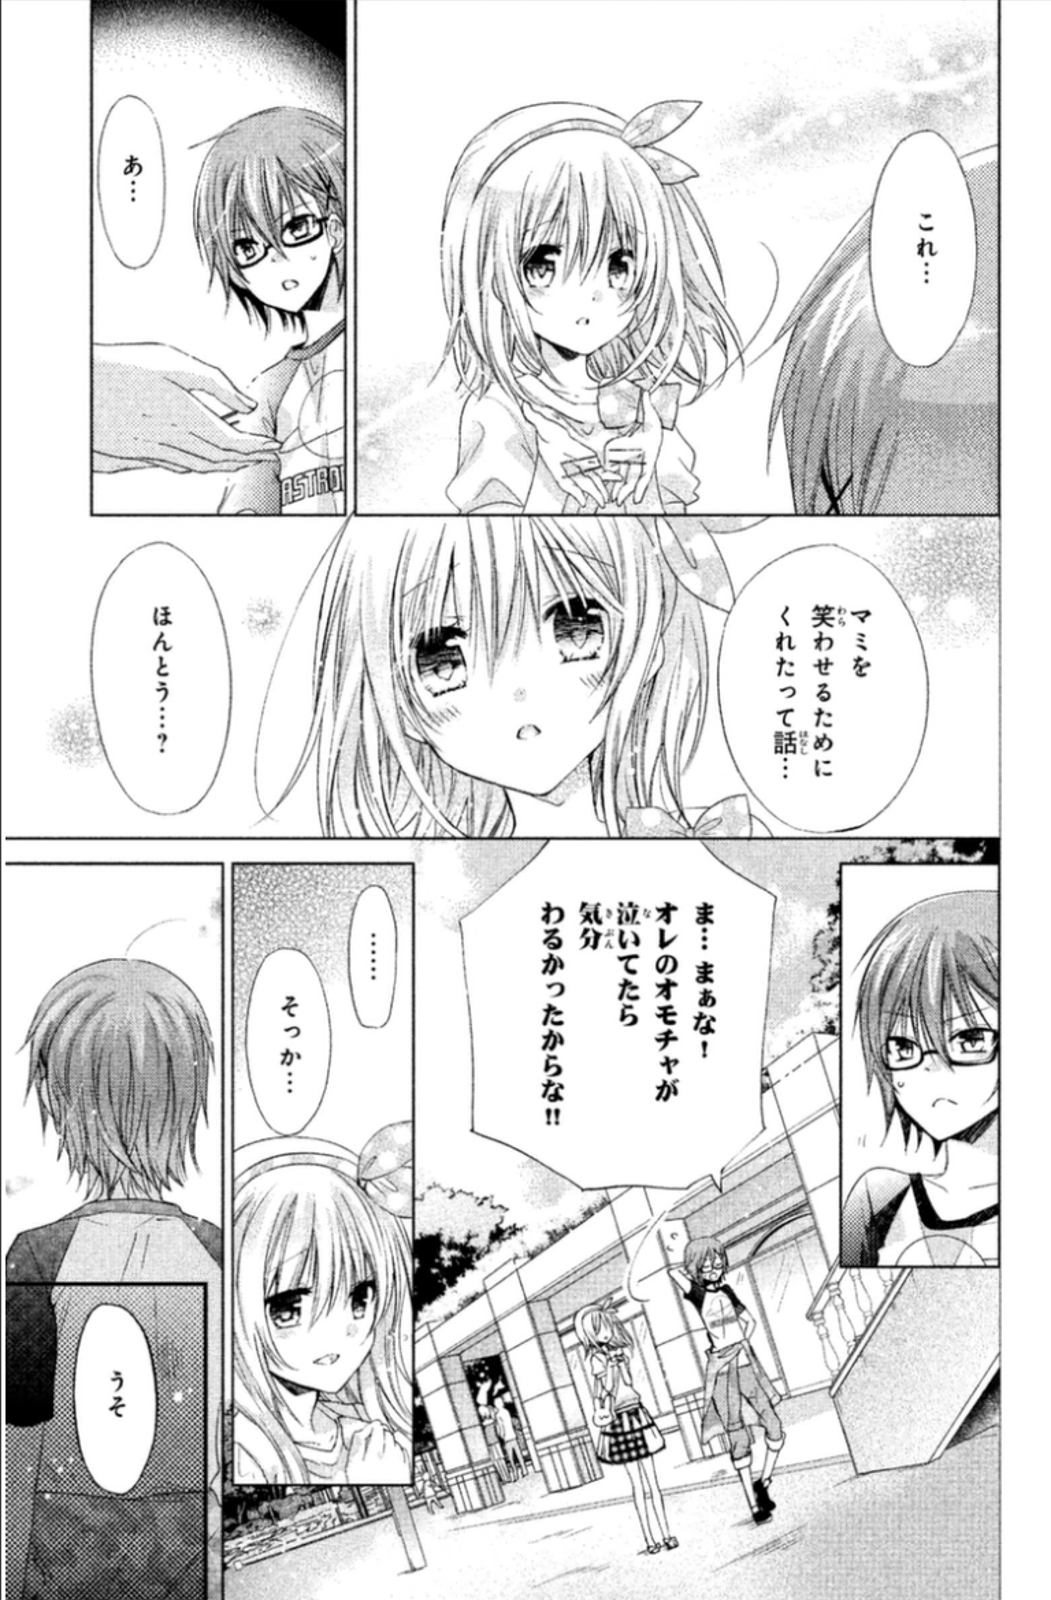 これ…
あ…
ASTRO
マミを
笑わせるために
くれたって話…
ほんとう…?
ま…まぁな!
オレのオモチャが
泣いてたら
気分
わるかったからな!!
……
そっか…
うそ